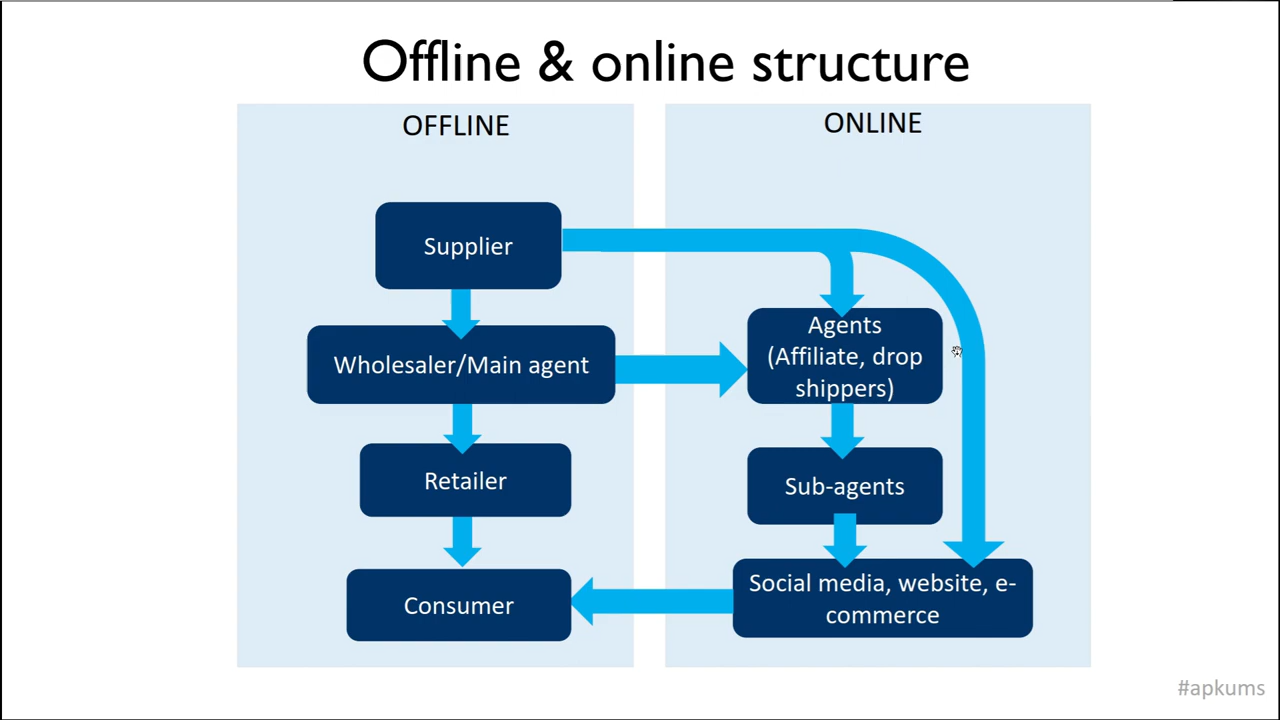 Offline & online structure
OFFLINE
Supplier
Wholesaler/Main agent
Retailer
Consumer
ONLINE
Agents
(Affiliate, drop
shippers)
Sub-agents
Social media, website, e-
commerce
#apkums